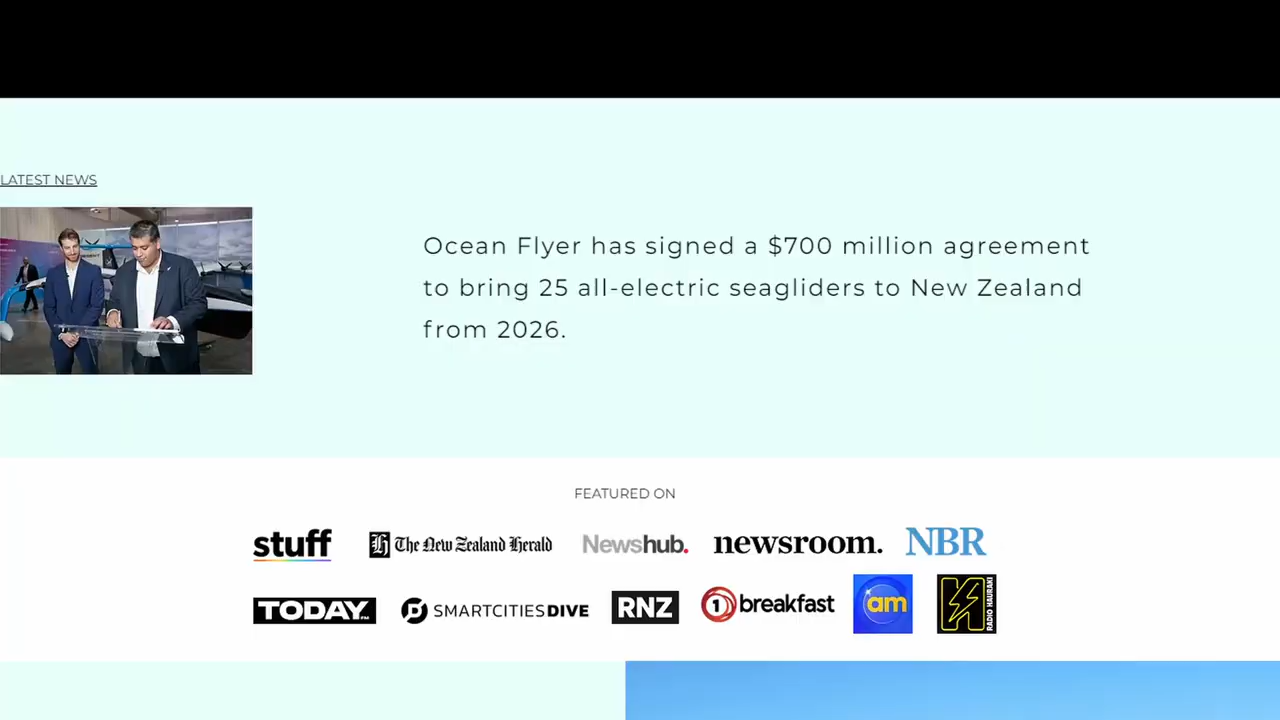 LATEST NEWS
Ocean Flyer has signed a $700 million agreement
to bring 25 all-electric seagliders to New Zealand
from 2026.
FEATURED ON
stuff The New Zealand Herald Newshub. newsroom. NBR
TODAY FM SMARTCITIESDIVE RNZ 1 breakfast am RADIO HAURAKI